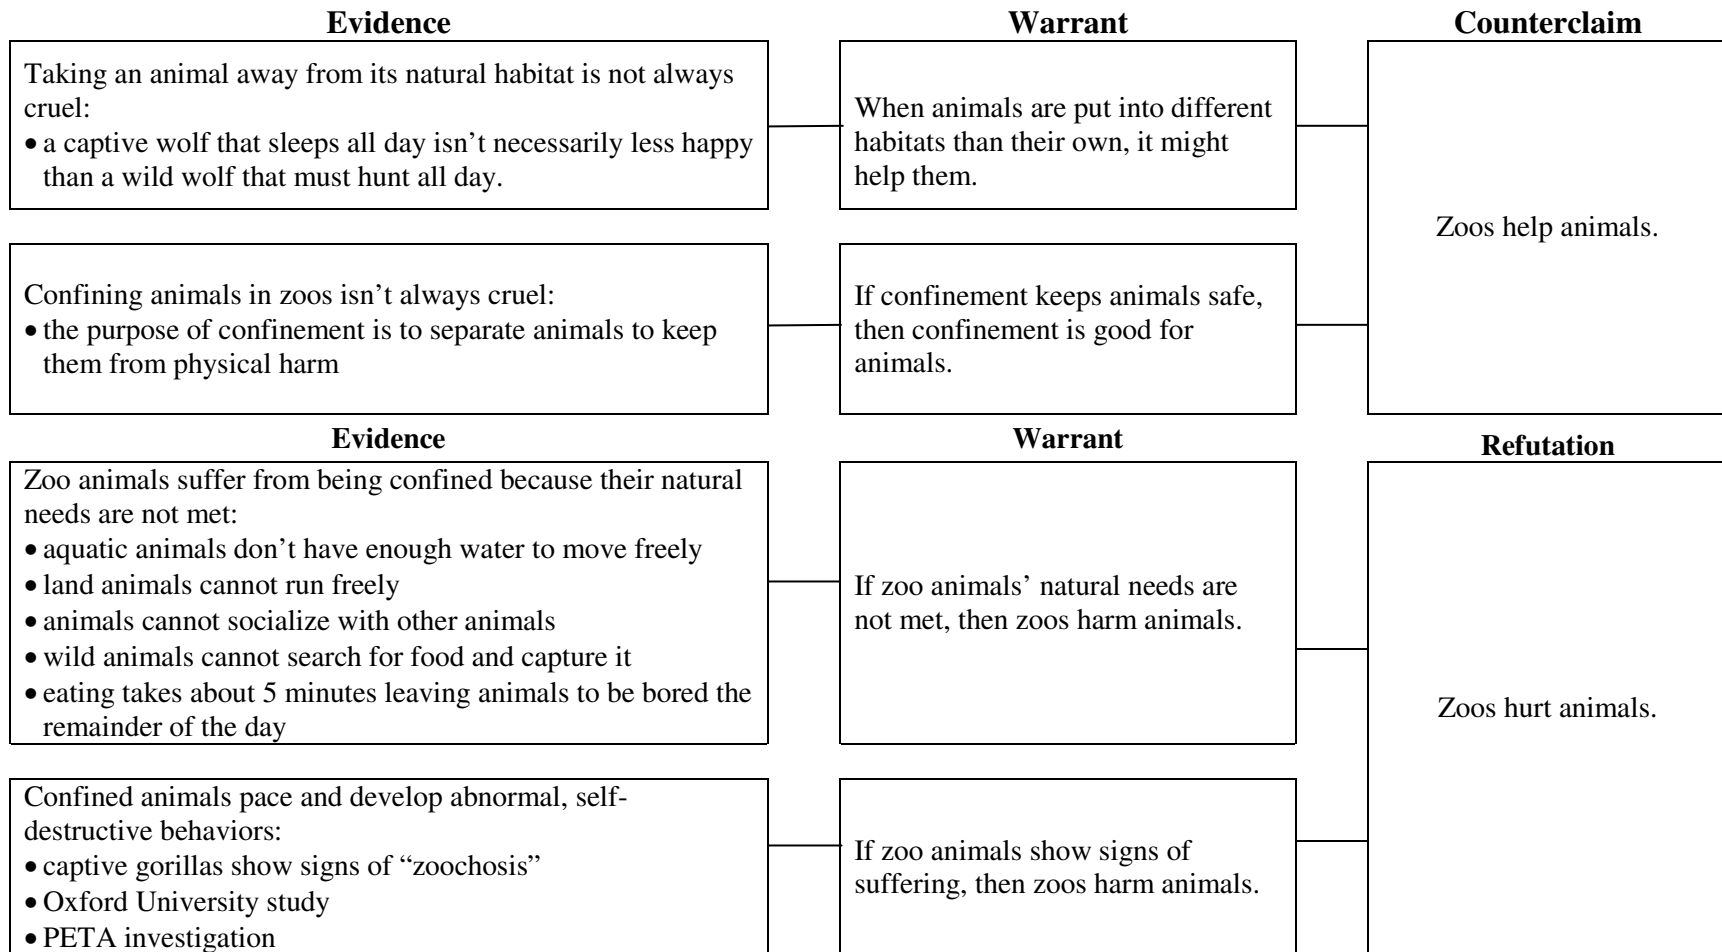 Evidence
Warrant
Counterclaim
Taking an animal away from its natural habitat is not always
cruel:
• a captive wolf that sleeps all day isn’t necessarily less happy
than a wild wolf that must hunt all day.
When animals are put into different
habitats than their own, it might
help them.
Zoos help animals.
Confining animals in zoos isn’t always cruel:
• the purpose of confinement is to separate animals to keep
them from physical harm
If confinement keeps animals safe,
then confinement is good for
animals.
Evidence
Warrant
Refutation
Zoo animals suffer from being confined because their natural
needs are not met:
• aquatic animals don’t have enough water to move freely
• land animals cannot run freely
• animals cannot socialize with other animals
• wild animals cannot search for food and capture it
• eating takes about 5 minutes leaving animals to be bored the
remainder of the day
If zoo animals’ natural needs are
not met, then zoos harm animals.
Zoos hurt animals.
Confined animals pace and develop abnormal, self-
destructive behaviors:
• captive gorillas show signs of “zoochosis”
• Oxford University study
• PETA investigation
If zoo animals show signs of
suffering, then zoos harm animals.